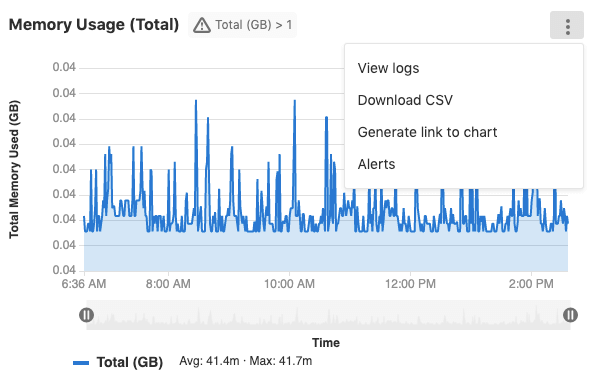 Memory Usage (Total) Total (GB) > 1
View logs
Download CSV
Generate link to chart
Alerts
Total Memory Used (GB)
0.04
0.04
0.04
0.04
0.04
0.04
0.04
0.04
0.04
6:36 AM 8:00 AM 10:00 AM 12:00 PM 2:00 PM
Time
Total (GB) Avg: 41.4m · Max: 41.7m